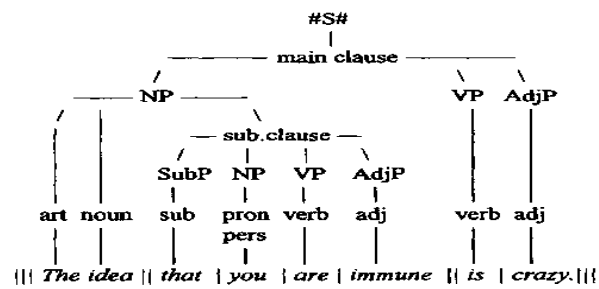 #S#
main clause
NP VP AdjP
sub.clause
SubP NP VP AdjP
art noun sub pron verb adj verb adj
pers
||| The idea || that | you | are | immune || is | crazy.|||